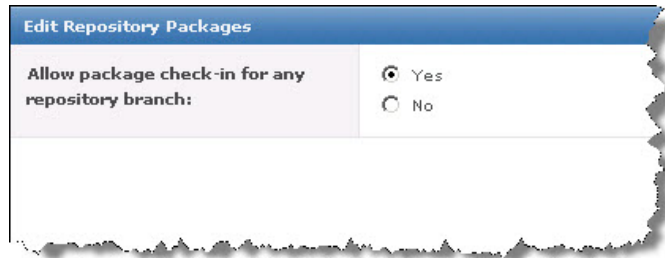 Edit Repository Packages
Allow package check-in for any
repository branch:
Yes
No